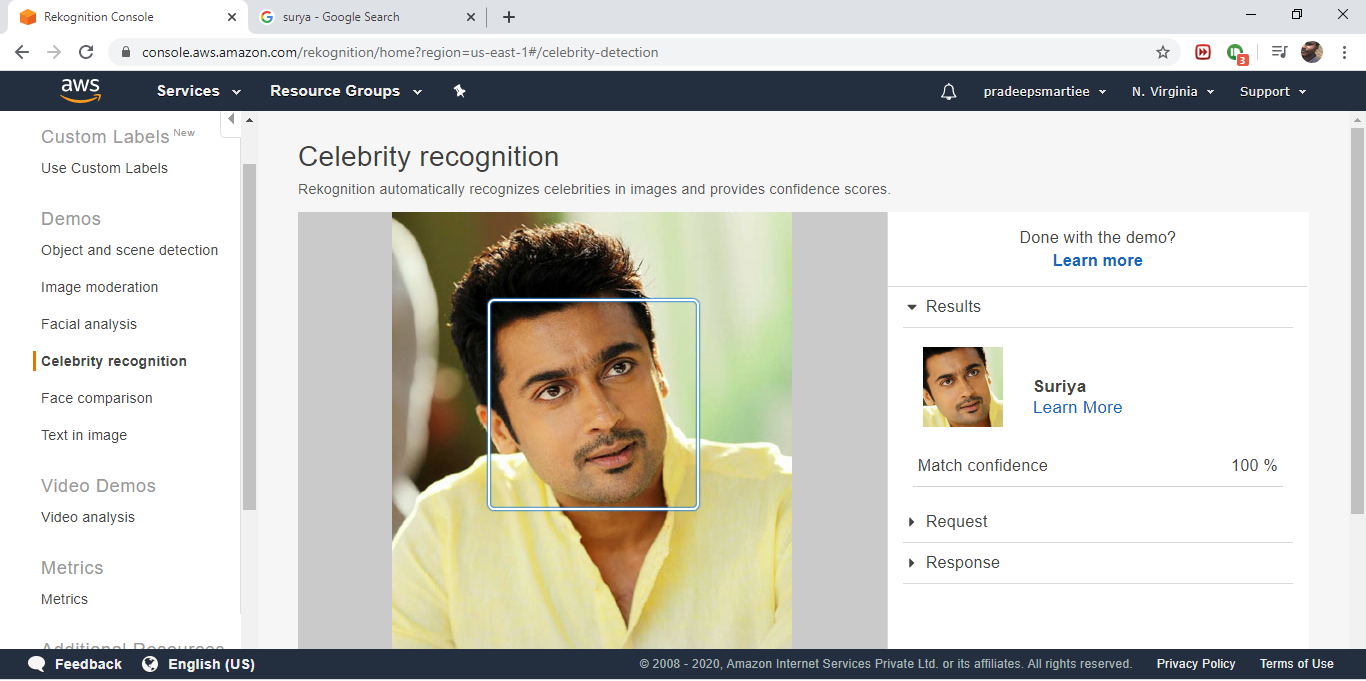 Rekognition Console
surya - Google Search
console.aws.amazon.com/rekognition/home?region=us-east-1#/celebrity-detection
3
aws
Services
Resource Groups
pradeepsmartiee
N. Virginia
Support
Custom Labels New
Use Custom Labels
Demos
Object and scene detection
Image moderation
Facial analysis
Celebrity recognition
Face comparison
Text in image
Video Demos
Video analysis
Metrics
Metrics
Additional Resources
Celebrity recognition
Rekognition automatically recognizes celebrities in images and provides confidence scores.
Done with the demo?
Learn more
Results
Suriya
Learn More
Match confidence 100 %
Request
Response
Feedback
English (US)
© 2008 - 2020, Amazon Internet Services Private Ltd. or its affiliates. All rights reserved.
Privacy Policy
Terms of Use